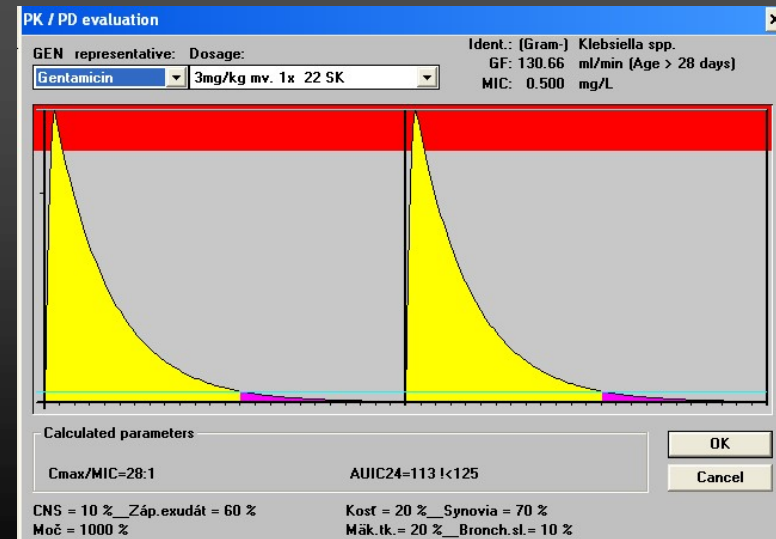 PK / PD evaluation
GEN representative: Dosage:
Gentamicin 3mg/kg mv. 1x 22 SK
Ident.: (Gram-) Klebsiella spp.
GF: 130.66 ml/min (Age > 28 days)
MIC: 0.500 mg/L
Calculated parameters
Cmax/MIC=28:1 AUIC24=113 !<125
OK
Cancel
CNS = 10 %__Záp.exudát = 60 % Kosť = 20 %__Synovia = 70 %
Moč = 1000 % Mäk.tk.= 20 %__Bronch.sl.= 10 %